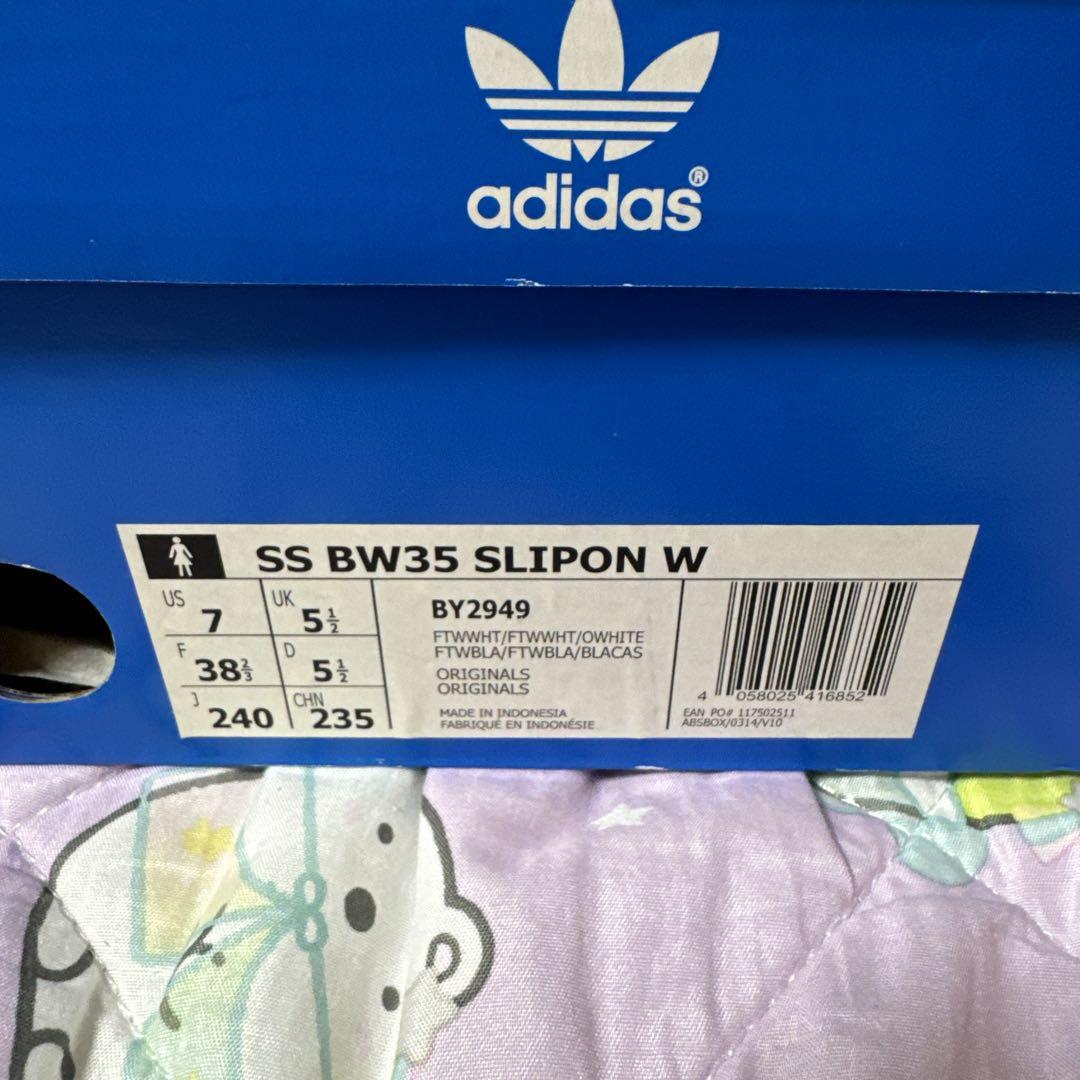 adidas®
SS BW35 SLIPON W
US 7 UK 5½
F 38⅔ D 5½
J 240 CHN 235
BY2949
FTWWHT/FTWWHT/OWHITE
FTWBLA/FTWBLA/BLACAS
ORIGINALS
ORIGINALS
MADE IN INDONESIA
FABRIQUÉ EN INDONÉSIE
4 058025 416852
EAN PO# 117502511
ABSBOX/0314/V10